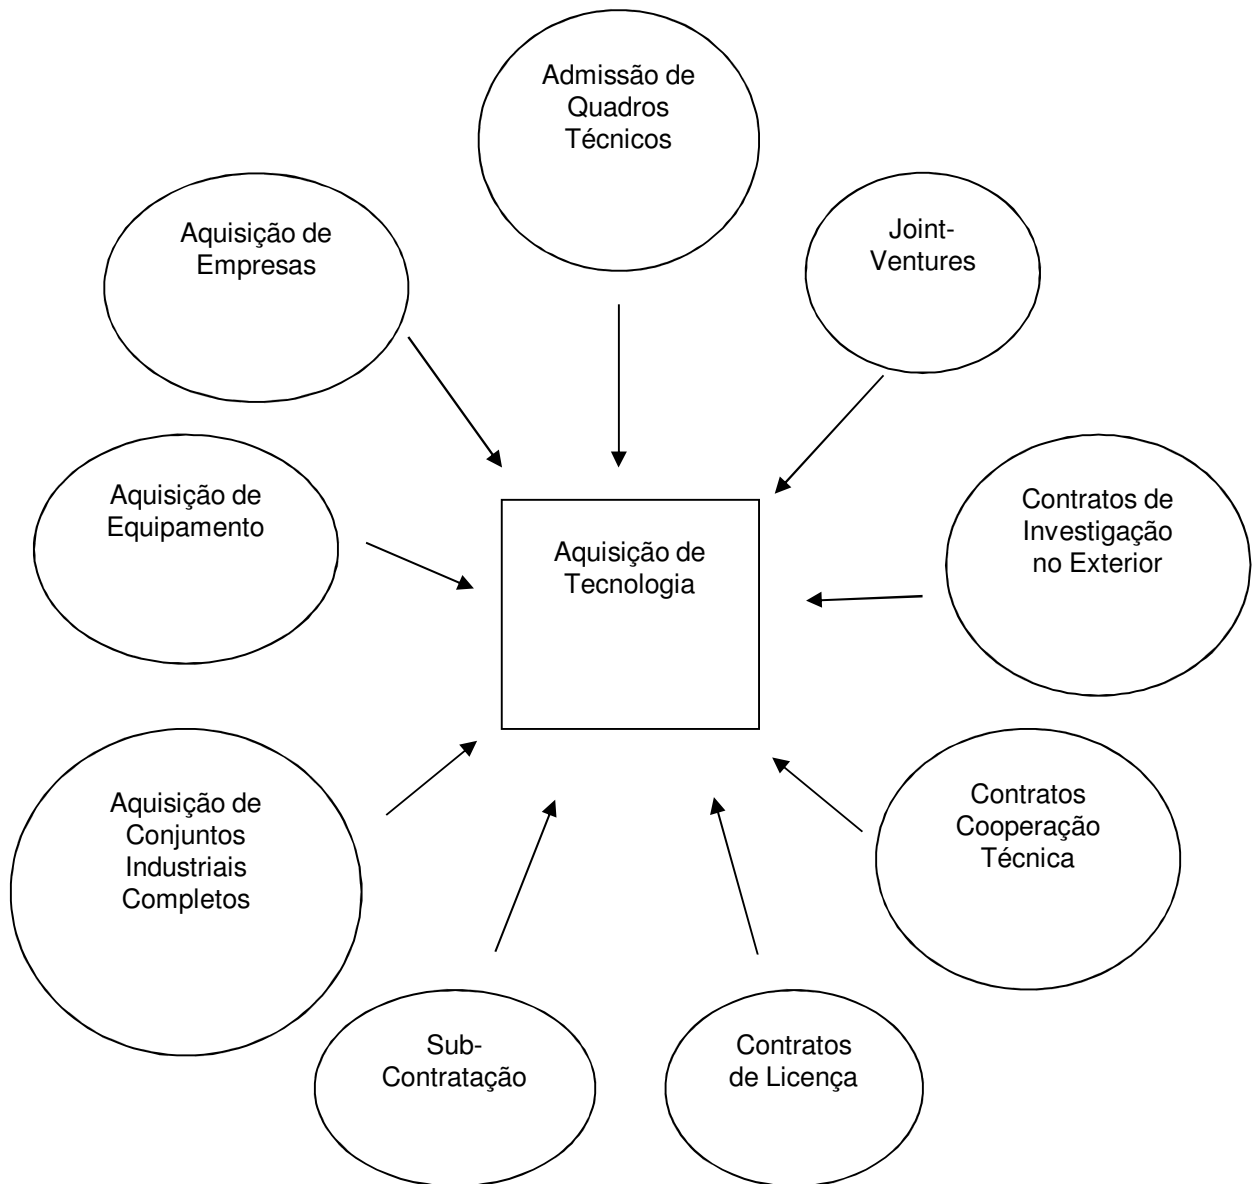 Admissão de
Quadros
Técnicos
Aquisição de
Empresas
Joint-
Ventures
Aquisição de
Equipamento
Contratos de
Investigação
no Exterior
Aquisição de
Tecnologia
Aquisição de
Conjuntos
Industriais
Completos
Contratos
Cooperação
Técnica
Sub-
Contratação
Contratos
de Licença